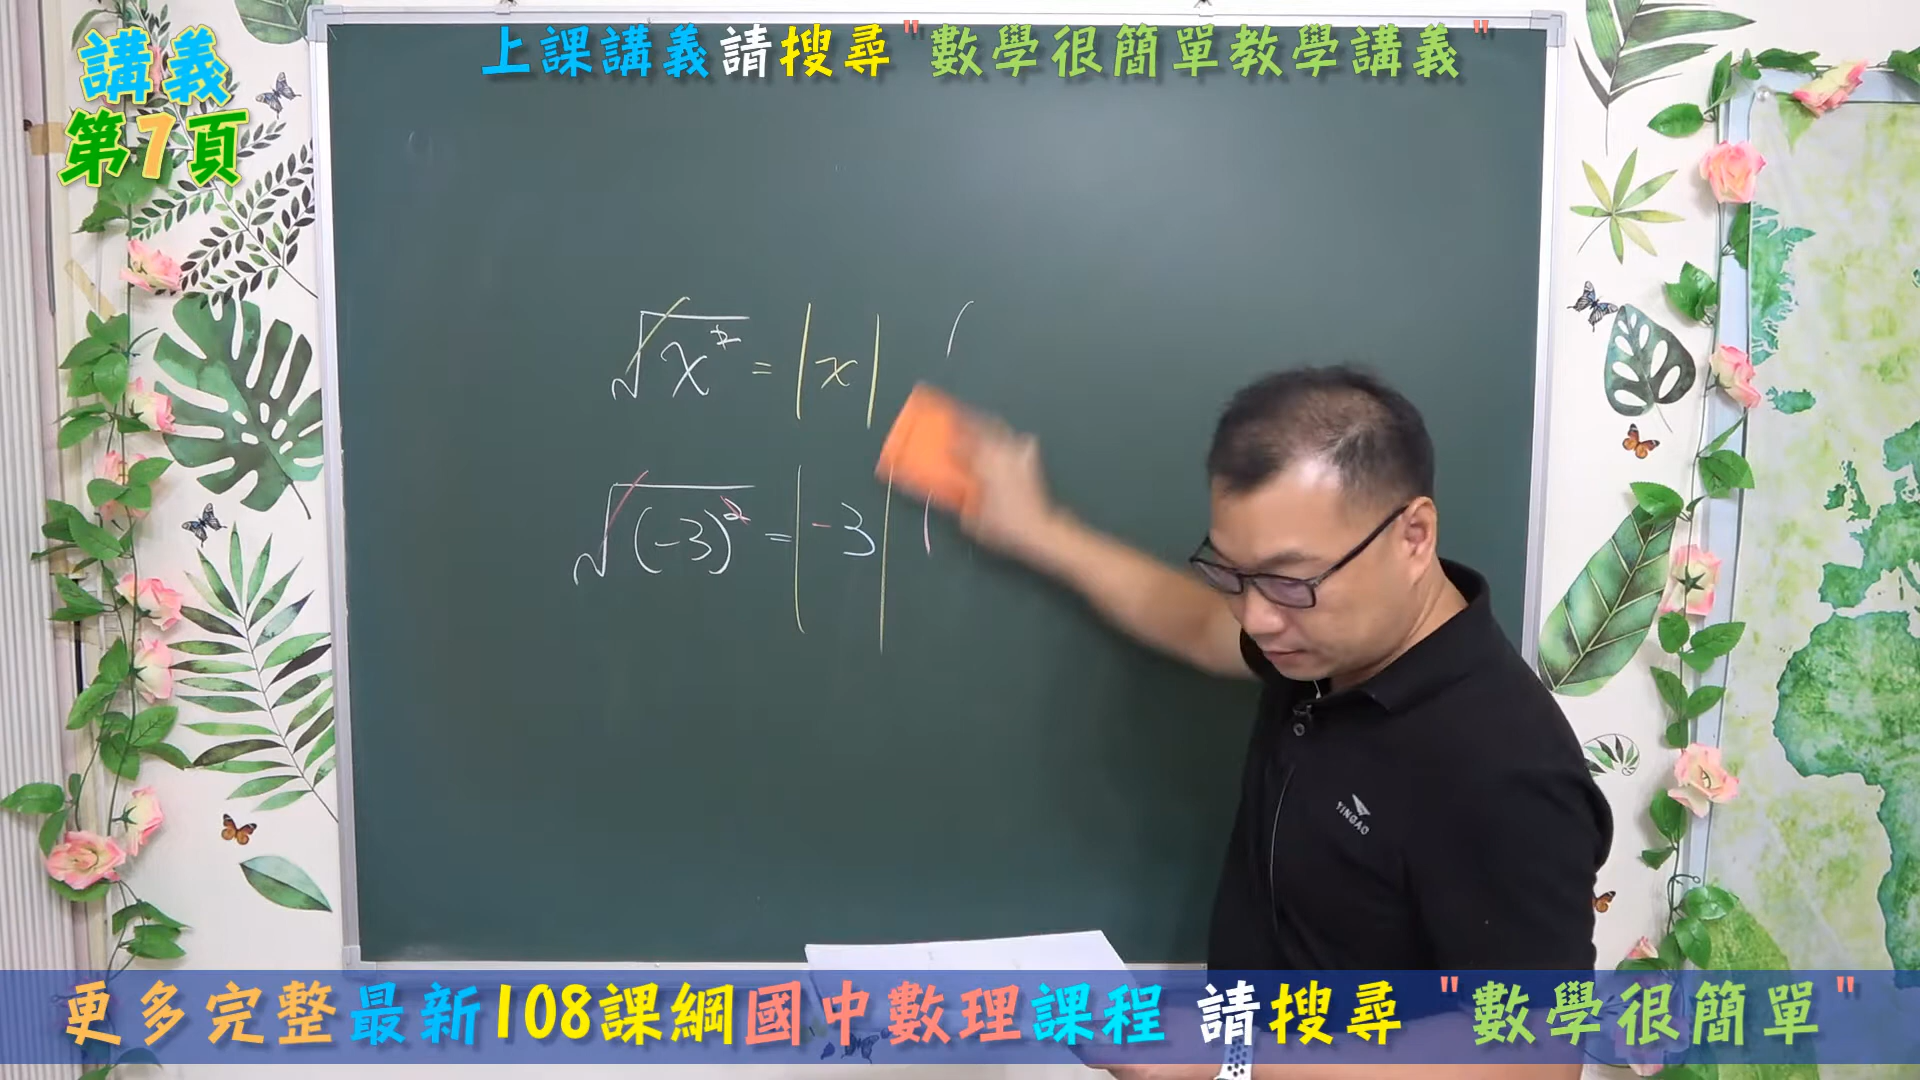 上課講義請搜尋"數學很簡單教學講義"
講義
第7頁
√x² = |x|
√(-3)² = |-3|
YINGAO
更多完整最新108課綱國中數理課程 請搜尋 "數學很簡單"